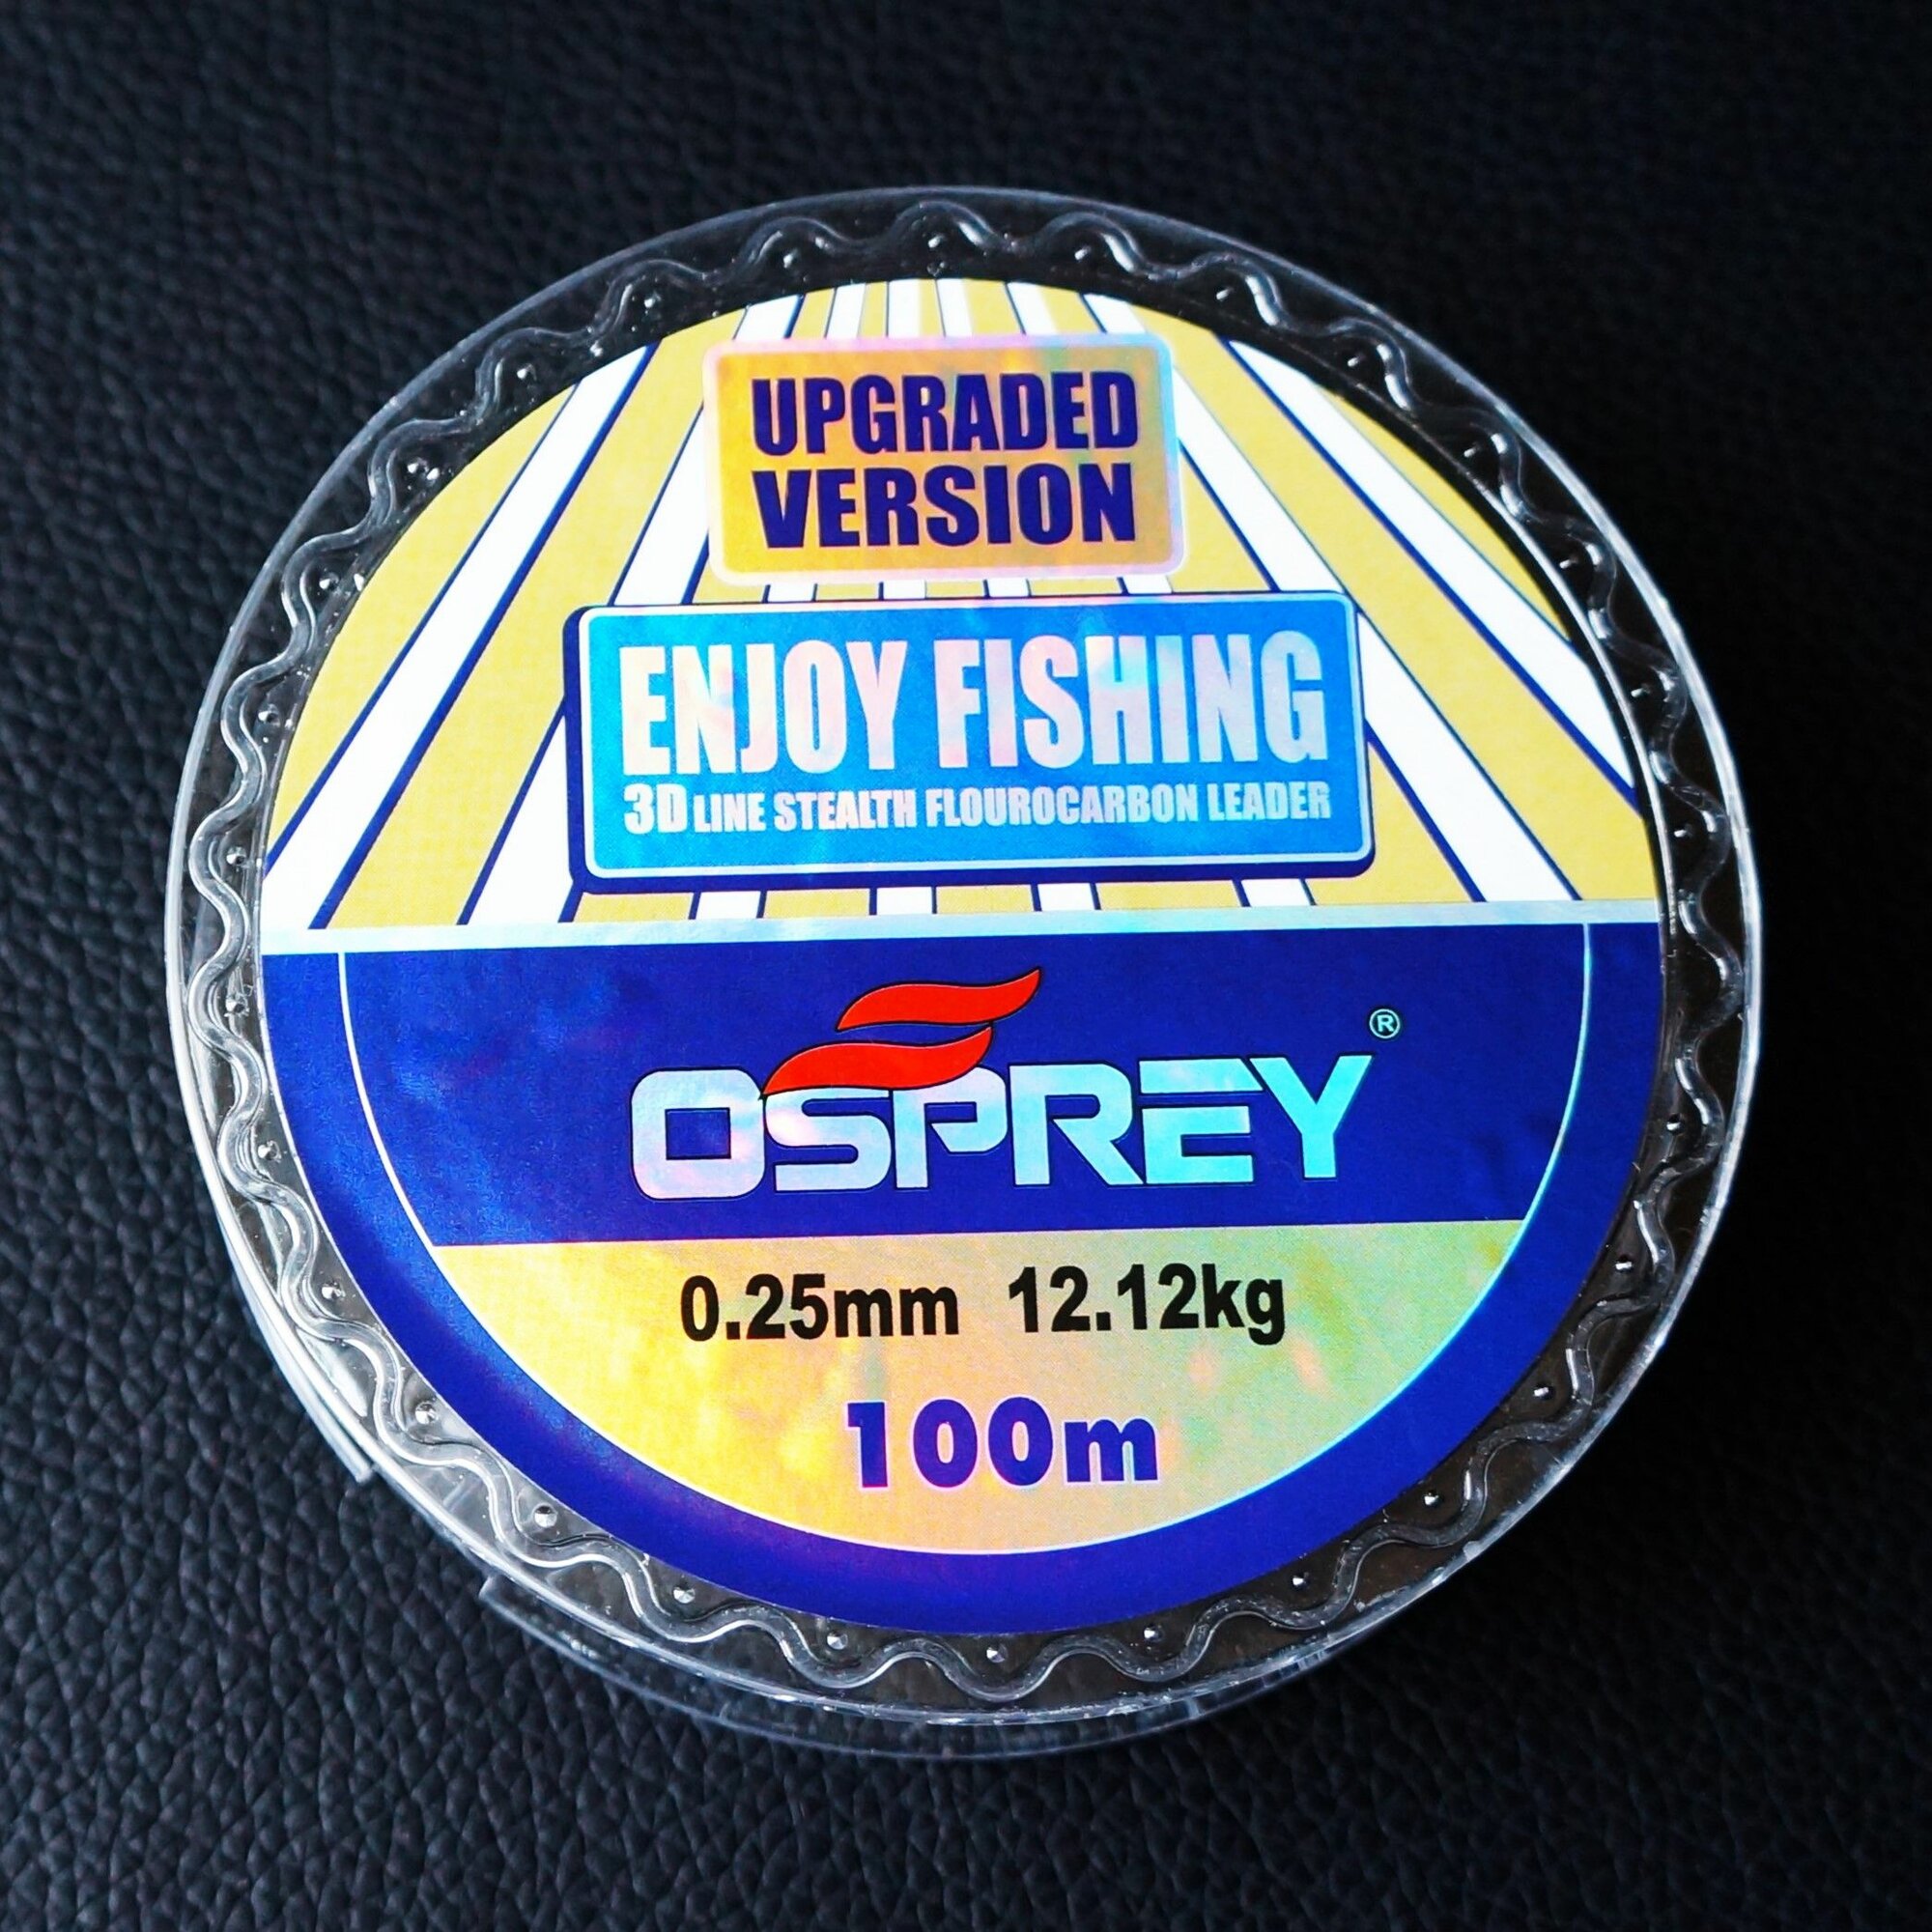 UPGRADED
VERSION
ENJOY FISHING
3D LINE STEALTH FLOUROCARBON LEADER
OSPREY®
0.25mm 12.12kg
100m